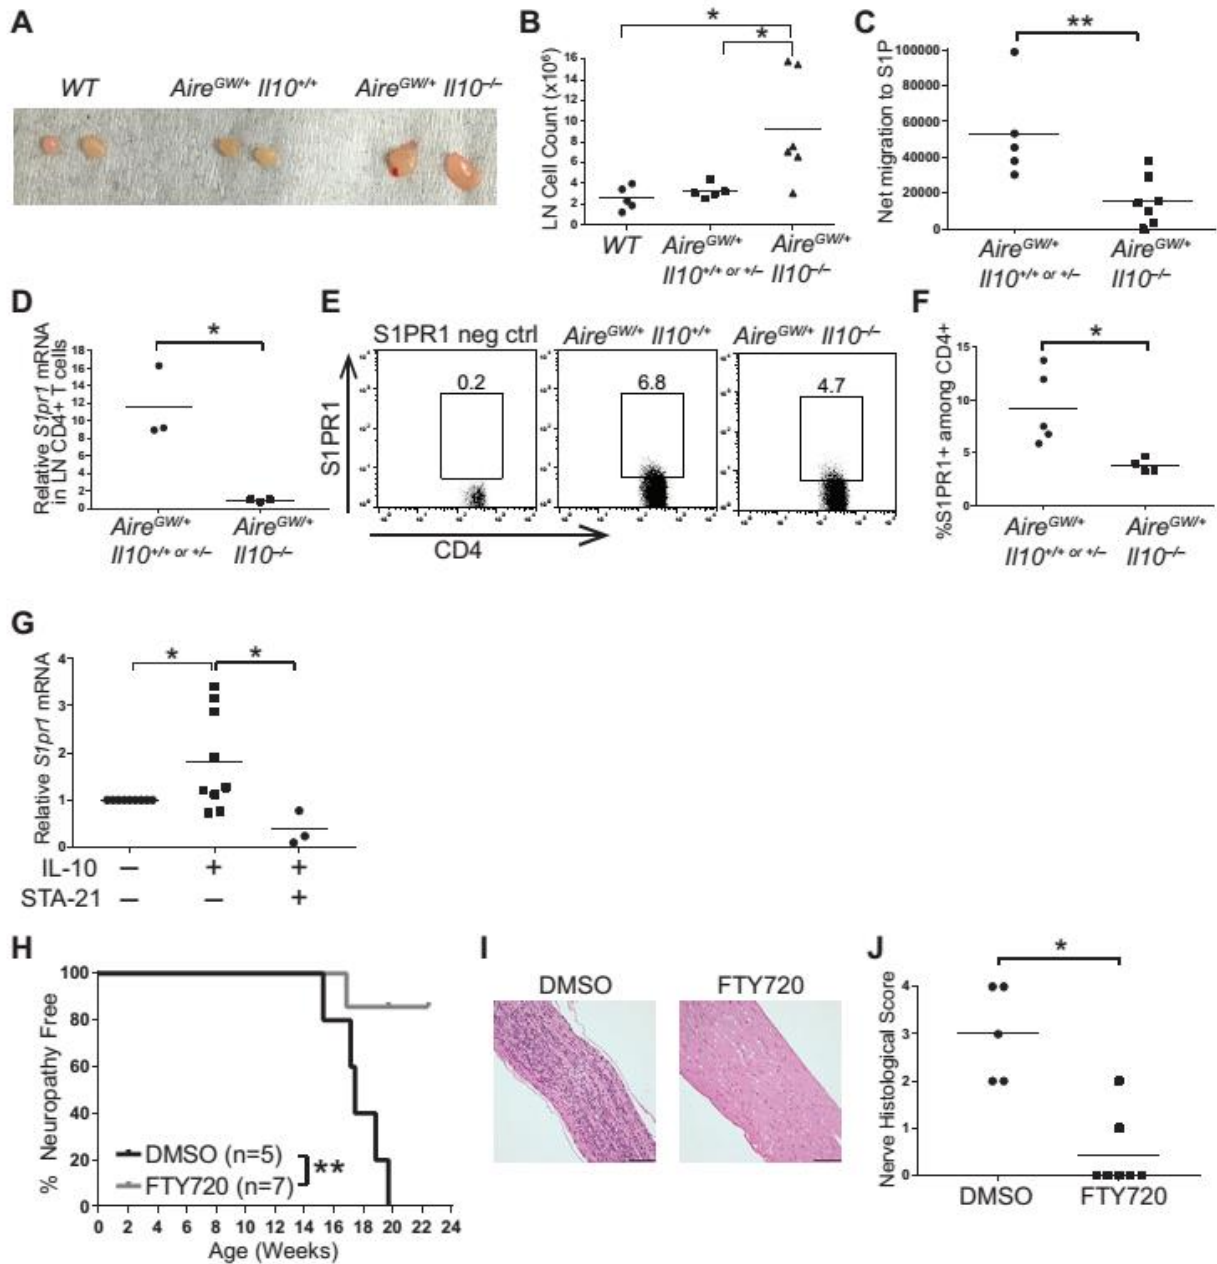 A
WT Aire^GW/+ Il10^+/+ Aire^GW/+ Il10^–/–
B
*
*
LN Cell Count (x10⁶)
16
14
12
10
8
6
4
2
0
WT Aire^GW/+ Aire^GW/+
Il10^+/+ or +/– Il10^–/–
C
**
Net migration to S1P
100000
80000
60000
40000
20000
0
Aire^GW/+ Aire^GW/+
Il10^+/+ or +/– Il10^–/–
D
*
Relative S1pr1 mRNA
in LN CD4+ T cells
18
16
14
12
10
8
6
4
2
0
Aire^GW/+ Aire^GW/+
Il10^+/+ or +/– Il10^–/–
E
S1PR1 neg ctrl Aire^GW/+ Il10^+/+ Aire^GW/+ Il10^–/–
0.2 6.8 4.7
S1PR1
CD4
F
*
%S1PR1+ among CD4+
15
10
5
0
Aire^GW/+ Aire^GW/+
Il10^+/+ or +/– Il10^–/–
G
* *
Relative S1pr1 mRNA
4
3
2
1
0
IL-10 – + +
STA-21 – – +
H
% Neuropathy Free
100
80
60
40
20
0
DMSO (n=5)
FTY720 (n=7)
**
0 2 4 6 8 10 12 14 16 18 20 22 24
Age (Weeks)
I
DMSO FTY720
J
*
Nerve Histological Score
4
3
2
1
0
DMSO FTY720